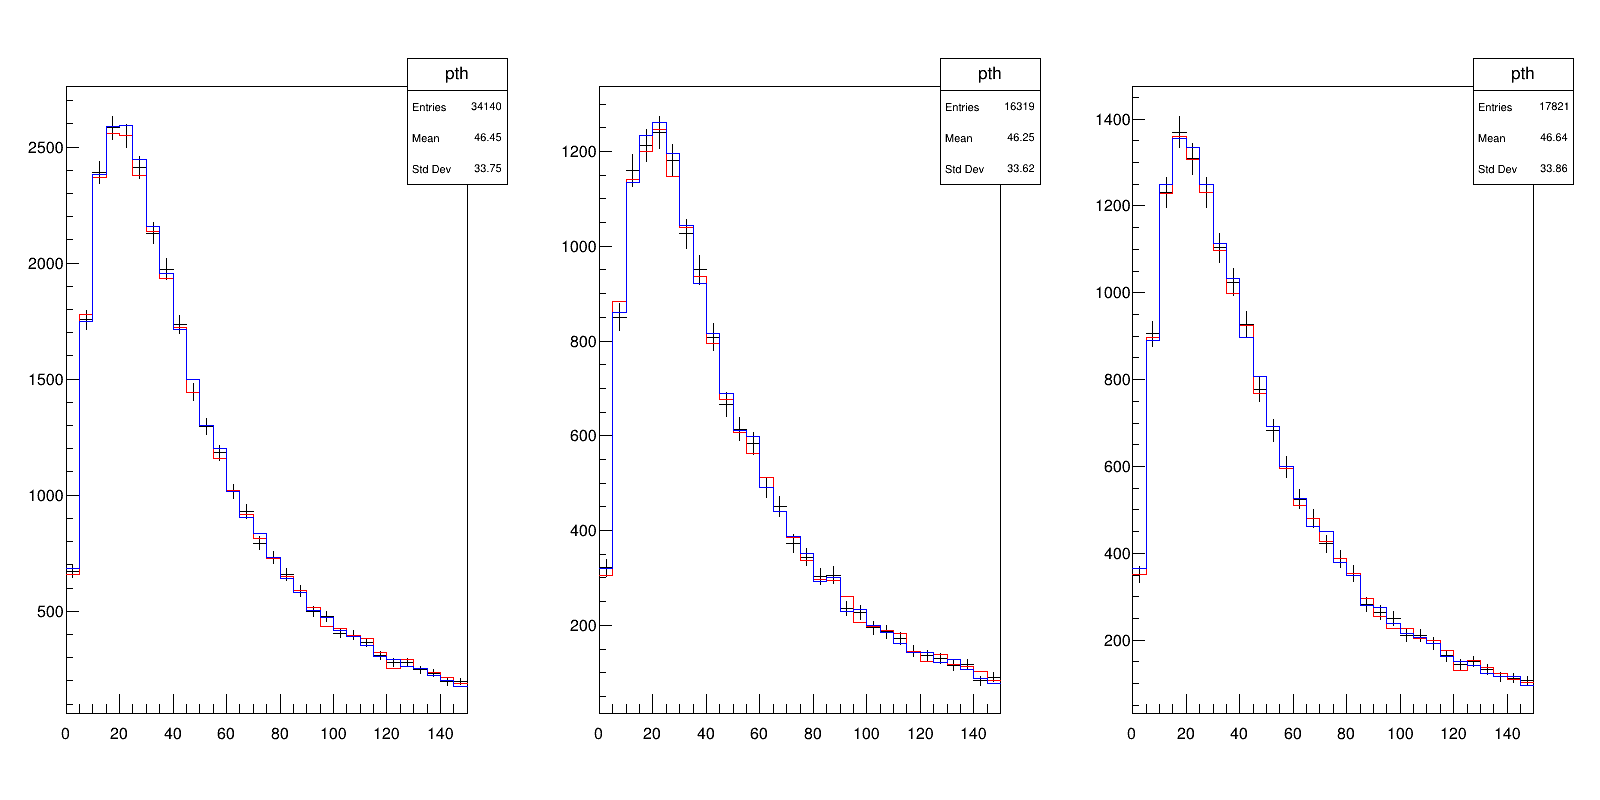 pth
Entries 34140
Mean 46.45
Std Dev 33.75
2500
2000
1500
1000
500
0 20 40 60 80 100 120 140
pth
Entries 16319
Mean 46.25
Std Dev 33.62
1200
1000
800
600
400
200
0 20 40 60 80 100 120 140
pth
Entries 17821
Mean 46.64
Std Dev 33.86
1400
1200
1000
800
600
400
200
0 20 40 60 80 100 120 140